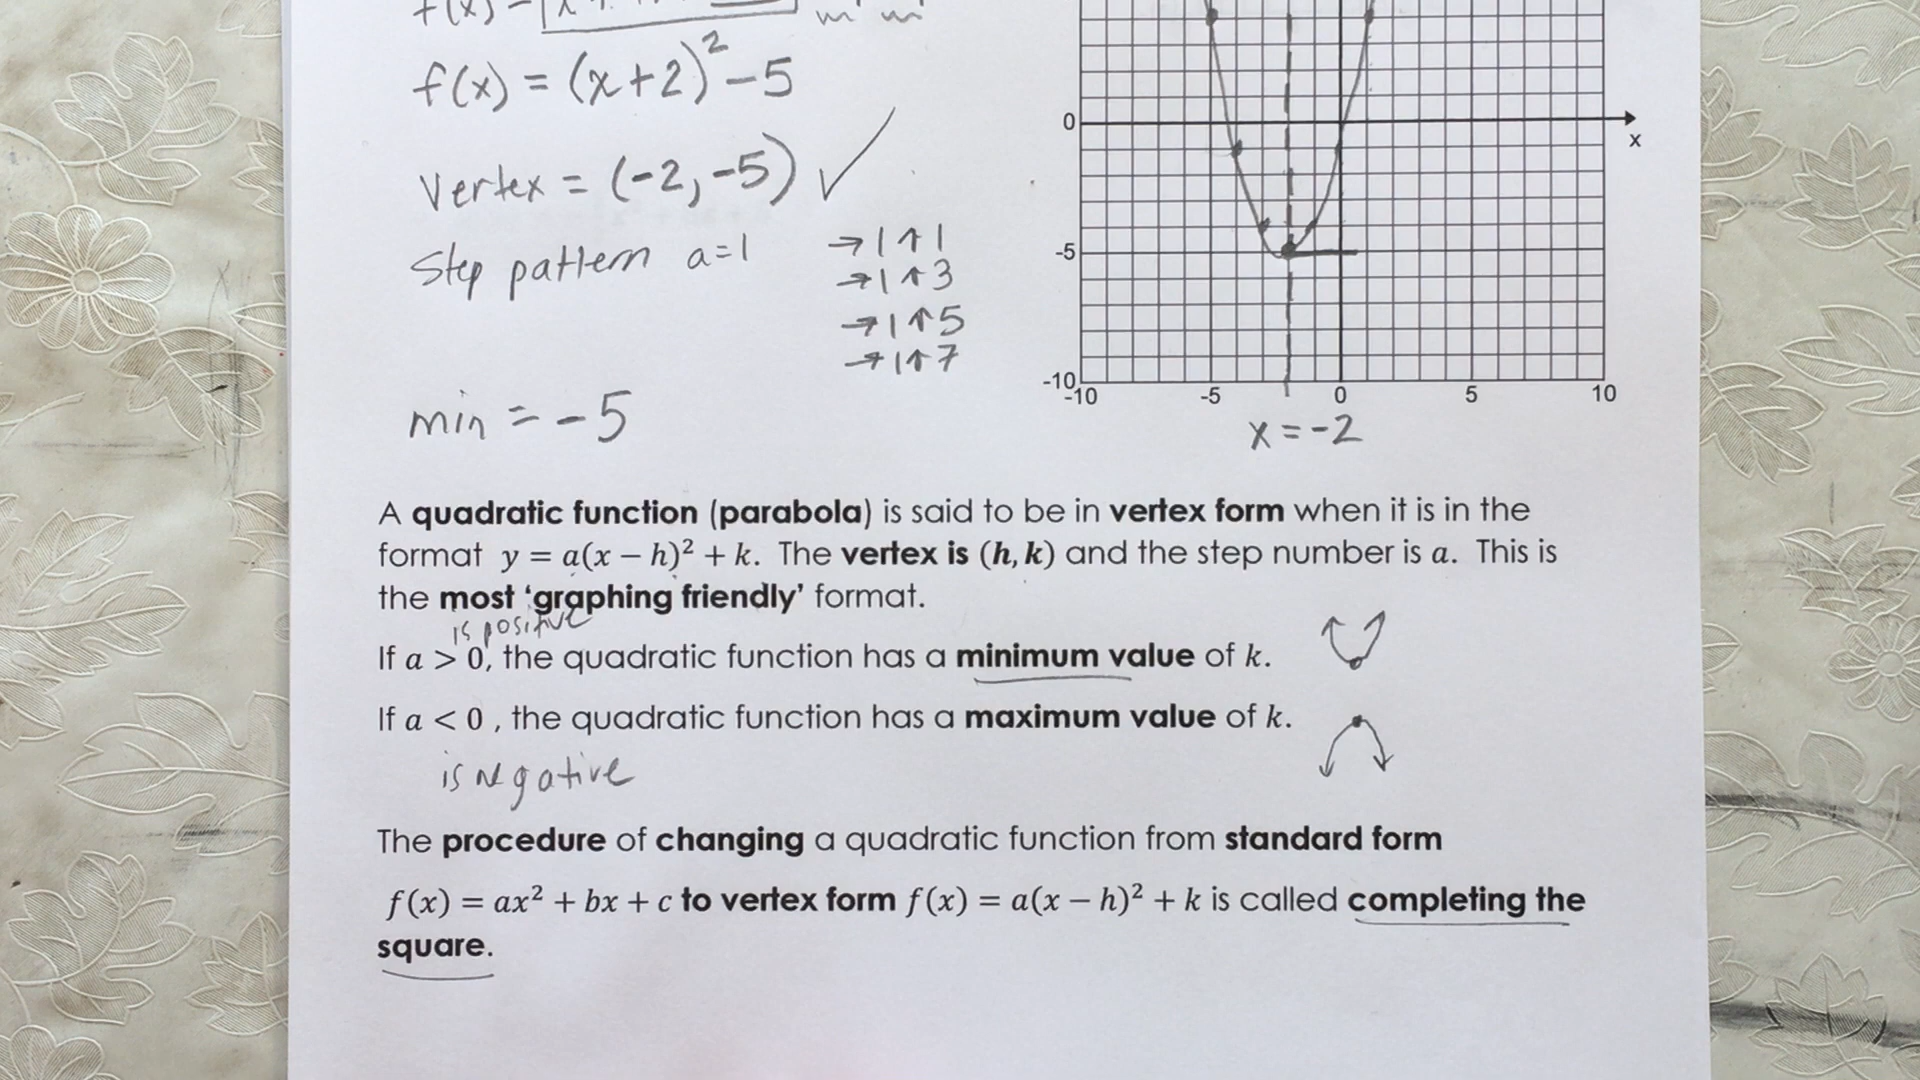 f(x) =
f(x) = (x+2)² -5
Vertex = (-2,-5) ✓
Step pattern a=1
→1↑1
→1↑3
→1↑5
→1↑7
min = -5
0
x
-5
-10
-10 -5 0 5 10
x = -2
A quadratic function (parabola) is said to be in vertex form when it is in the
format y = a(x − h)² + k. The vertex is (h, k) and the step number is a. This is
the most ‘graphing friendly’ format.
is positive
If a > 0, the quadratic function has a minimum value of k.
If a < 0 , the quadratic function has a maximum value of k.
is negative
The procedure of changing a quadratic function from standard form
f(x) = ax² + bx + c to vertex form f(x) = a(x − h)² + k is called completing the
square.